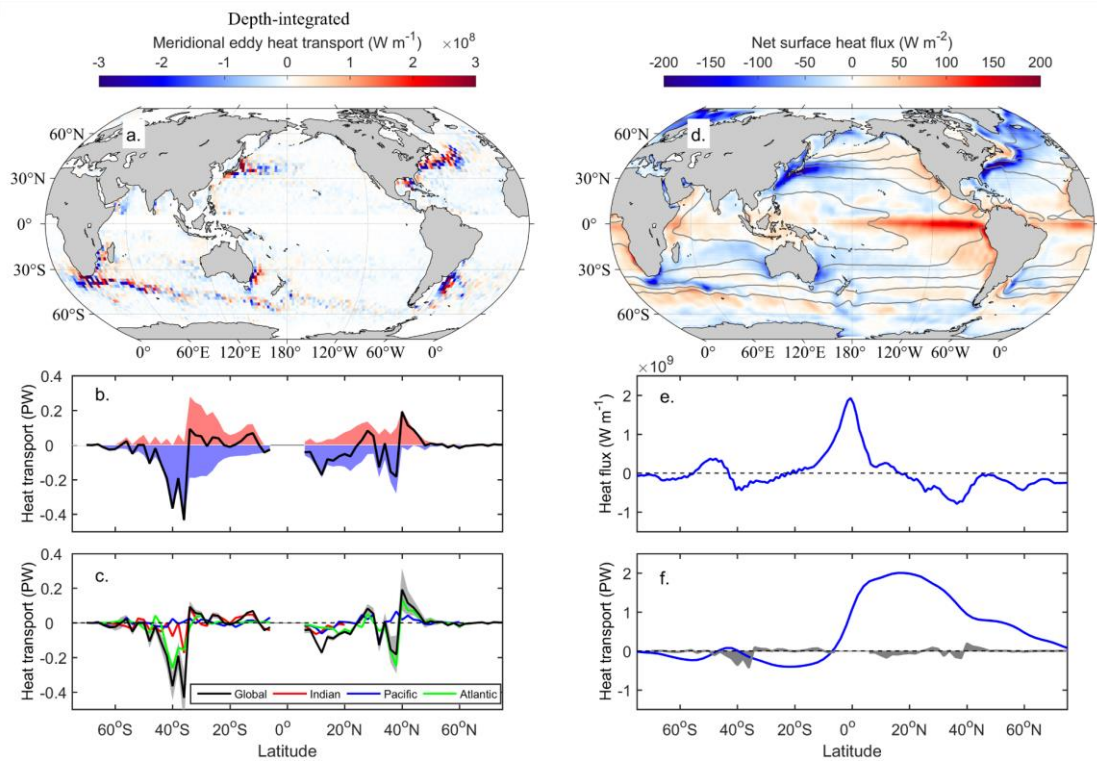 Depth-integrated
Meridional eddy heat transport (W m⁻¹) ×10⁸
-3 -2 -1 0 1 2 3
a.
60°N
30°N
0°
30°S
60°S
0° 60°E 120°E 180° 120°W 60°W 0°
Net surface heat flux (W m⁻²)
-200 -150 -100 -50 0 50 100 150 200
d.
60°N
30°N
0°
30°S
60°S
0° 60°E 120°E 180° 120°W 60°W 0°
b.
Heat transport (PW)
0.4
0.2
0
-0.2
-0.4
c.
Heat transport (PW)
0.4
0.2
0
-0.2
-0.4
Global Indian Pacific Atlantic
60°S 40°S 20°S 0° 20°N 40°N 60°N
Latitude
×10⁹
e.
Heat flux (W m⁻¹)
2
1
0
-1
f.
Heat transport (PW)
2
1
0
-1
60°S 40°S 20°S 0° 20°N 40°N 60°N
Latitude